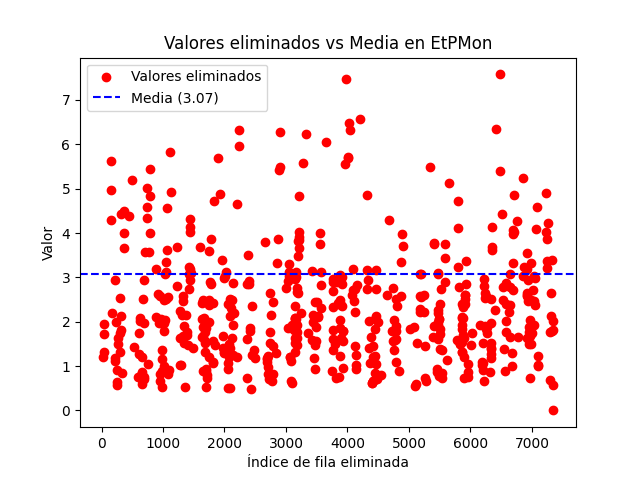 Valores eliminados vs Media en EtPMon
Valores eliminados
Media (3.07)
7
6
5
4
3
2
1
0
Valor
0 1000 2000 3000 4000 5000 6000 7000
Índice de fila eliminada